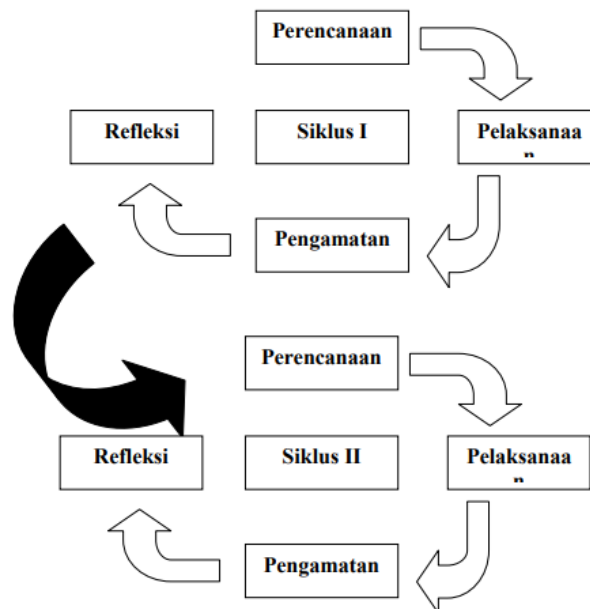 Perencanaan
Refleksi
Siklus I
Pelaksanaa
n
Pengamatan
Perencanaan
Refleksi
Siklus II
Pelaksanaa
n
Pengamatan